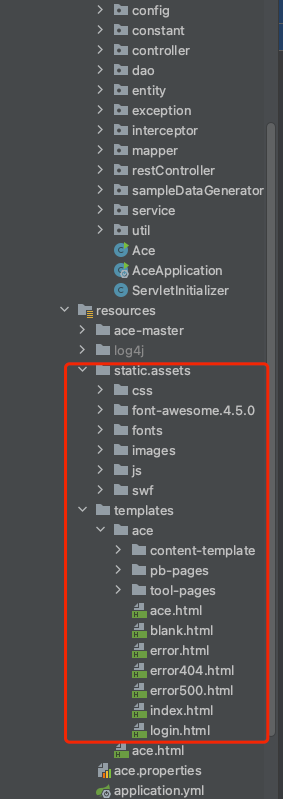 config
constant
controller
dao
entity
exception
interceptor
mapper
restController
sampleDataGenerator
service
util
Ace
AceApplication
ServletInitializer
resources
ace-master
log4j
static.assets
css
font-awesome.4.5.0
fonts
images
js
swf
templates
ace
content-template
pb-pages
tool-pages
ace.html
blank.html
error.html
error404.html
error500.html
index.html
login.html
ace.html
ace.properties
application.yml